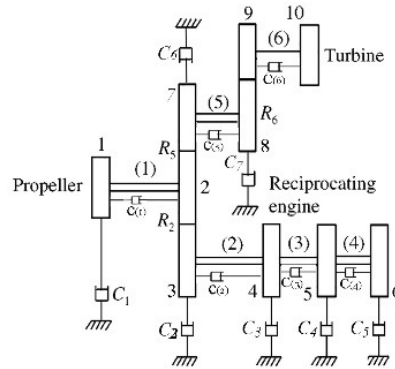 9 10
(6)
Turbine
C(6)
C6
7
(5)
R6
R5
C(5)
8
C7
1
(1)
2
Propeller
C(1)
Reciprocating
engine
R2
(2) (3) (4)
C(2) C(3) C(4)
3 4 5 6
C1
C2 C3 C4 C5